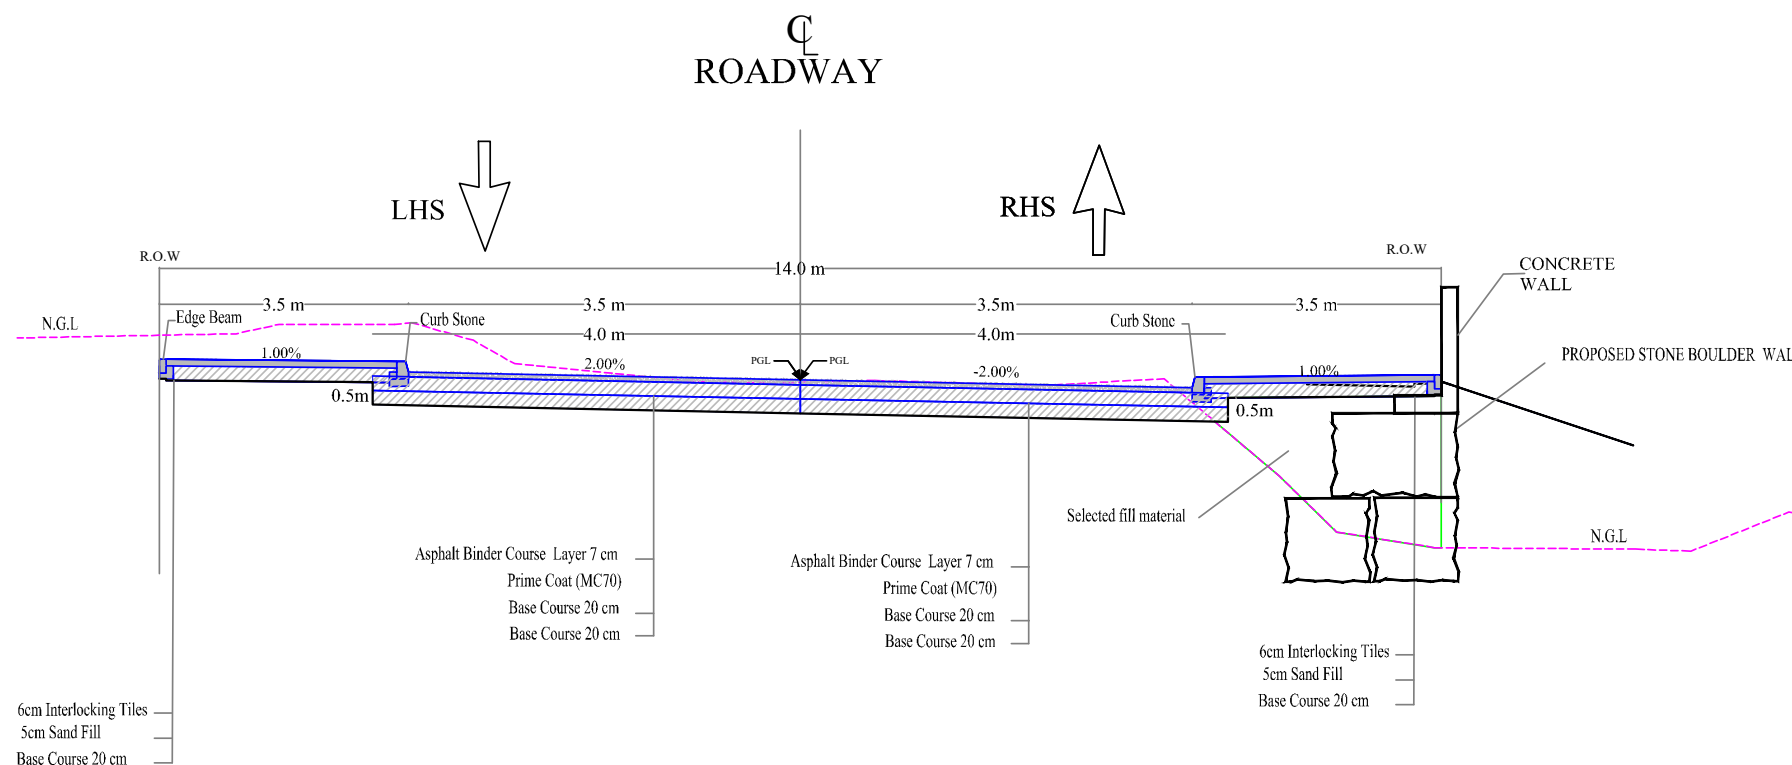 ℄
ROADWAY
LHS
RHS
R.O.W
R.O.W
14.0 m
CONCRETE
WALL
3.5 m
3.5 m
3.5m
3.5 m
N.G.L
Edge Beam
Curb Stone
Curb Stone
4.0 m
4.0m
1.00%
2.00%
PGL
PGL
-2.00%
1.00%
PROPOSED STONE BOULDER WAL
0.5m
0.5m
Selected fill material
N.G.L
Asphalt Binder Course Layer 7 cm
Prime Coat (MC70)
Base Course 20 cm
Base Course 20 cm
Asphalt Binder Course Layer 7 cm
Prime Coat (MC70)
Base Course 20 cm
Base Course 20 cm
6cm Interlocking Tiles
5cm Sand Fill
Base Course 20 cm
6cm Interlocking Tiles
5cm Sand Fill
Base Course 20 cm